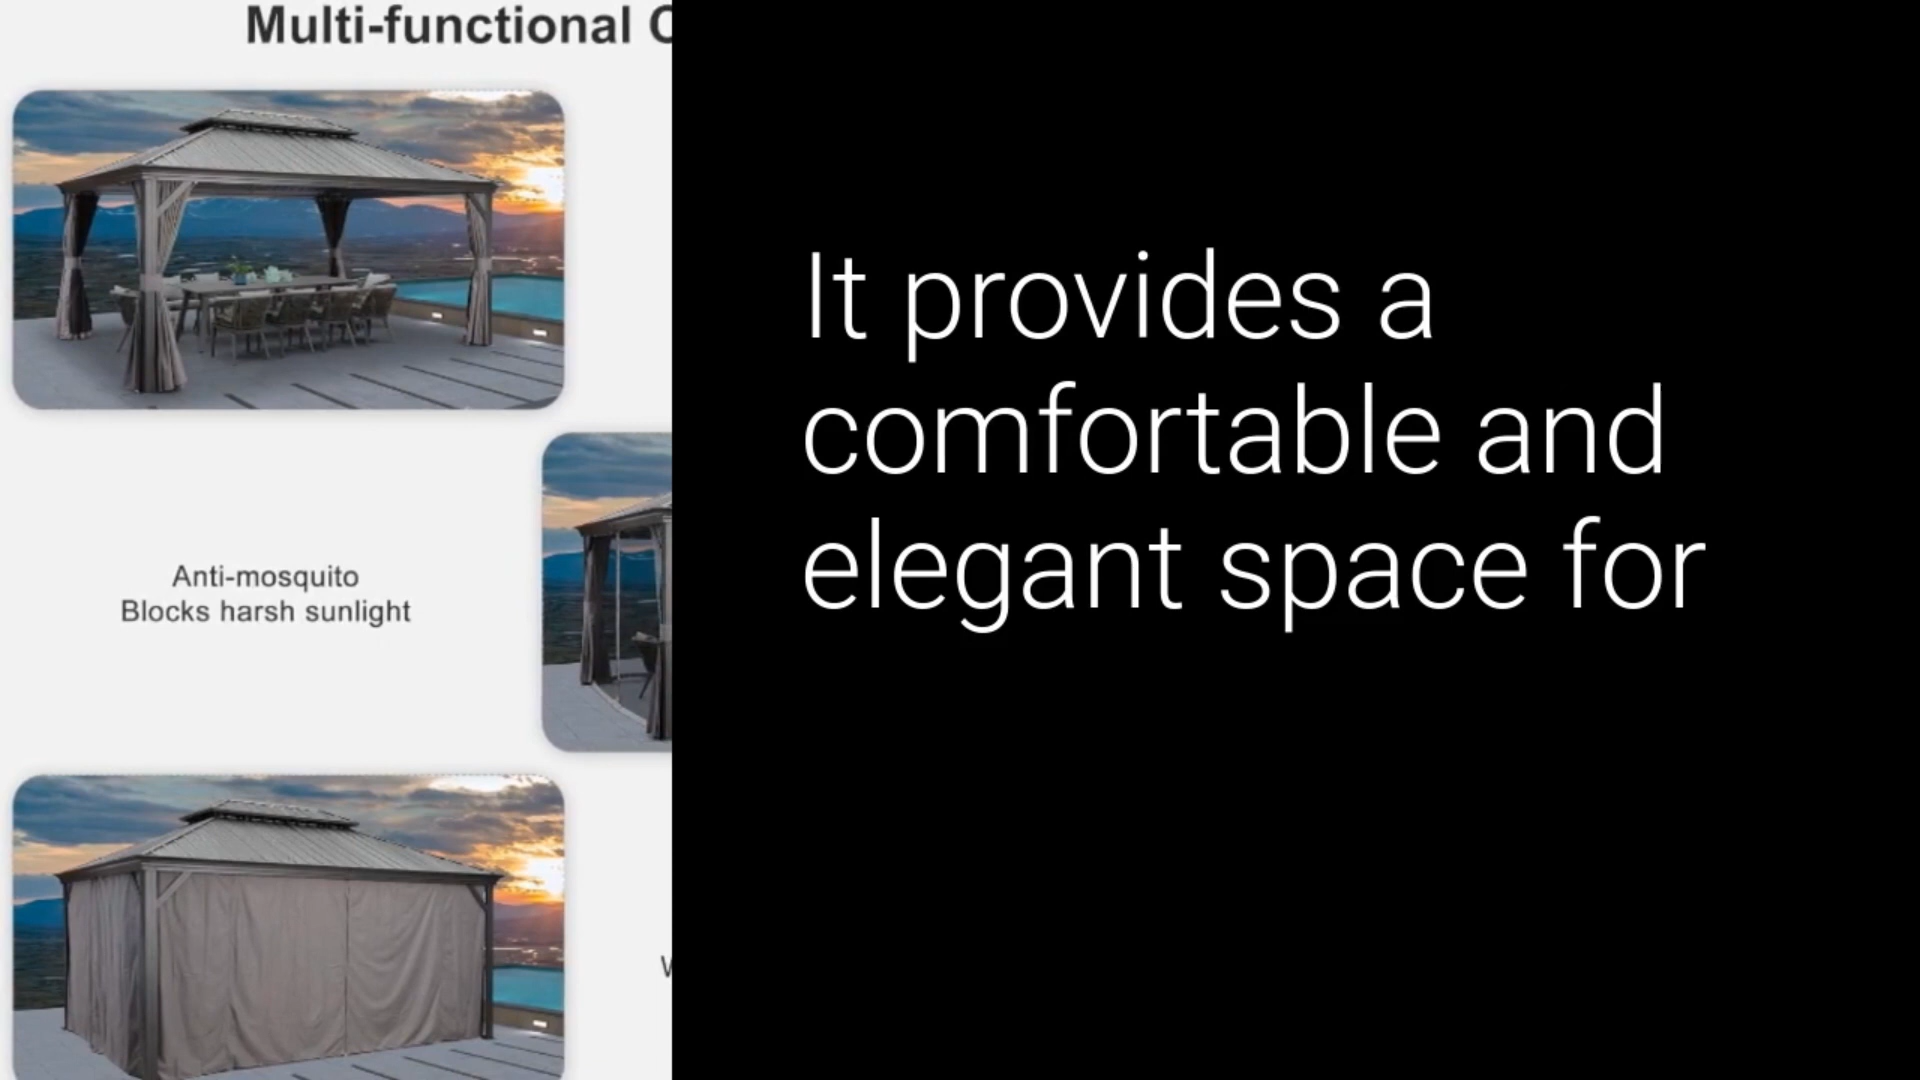 Multi-functional
Anti-mosquito
Blocks harsh sunlight
It provides a
comfortable and
elegant space for